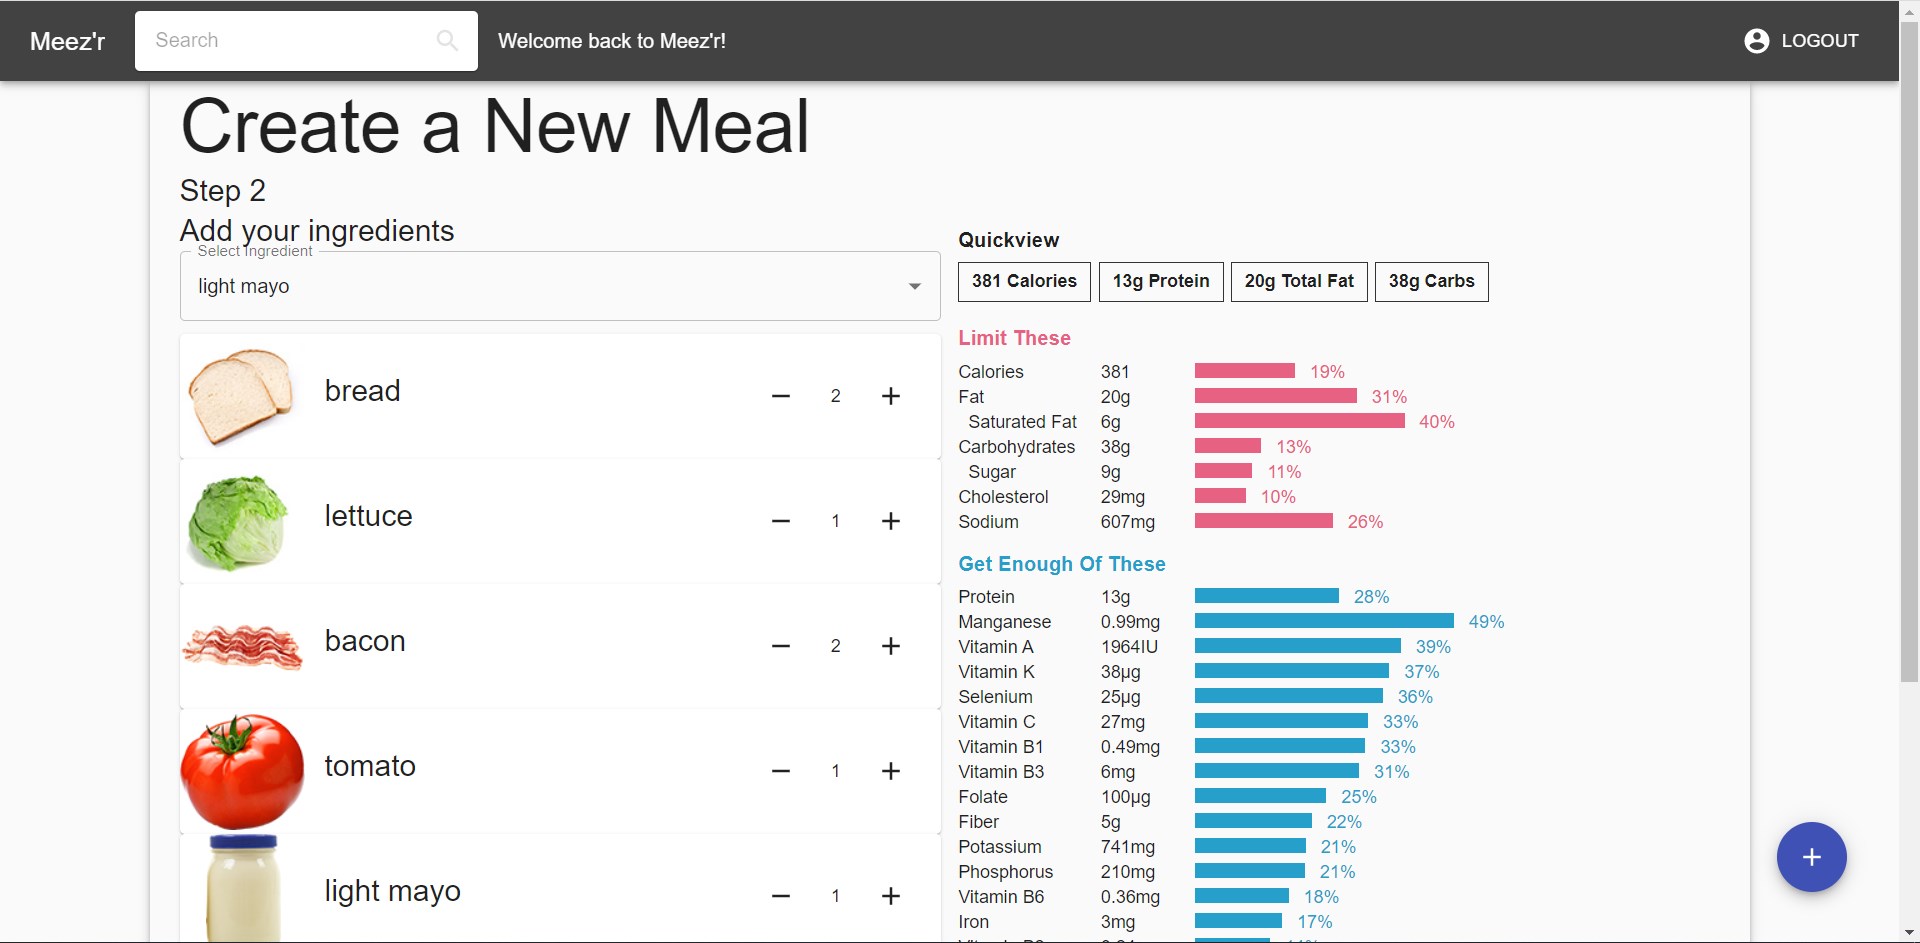 Meez'r
Search
Welcome back to Meez'r!
LOGOUT
Create a New Meal
Step 2
Add your ingredients
Select Ingredient
light mayo
bread
2
lettuce
1
bacon
2
tomato
1
light mayo
1
Quickview
381 Calories 13g Protein 20g Total Fat 38g Carbs
Limit These
Calories 381 19%
Fat 20g 31%
Saturated Fat 6g 40%
Carbohydrates 38g 13%
Sugar 9g 11%
Cholesterol 29mg 10%
Sodium 607mg 26%
Get Enough Of These
Protein 13g 28%
Manganese 0.99mg 49%
Vitamin A 1964IU 39%
Vitamin K 38µg 37%
Selenium 25µg 36%
Vitamin C 27mg 33%
Vitamin B1 0.49mg 33%
Vitamin B3 6mg 31%
Folate 100µg 25%
Fiber 5g 22%
Potassium 741mg 21%
Phosphorus 210mg 21%
Vitamin B6 0.36mg 18%
Iron 3mg 17%